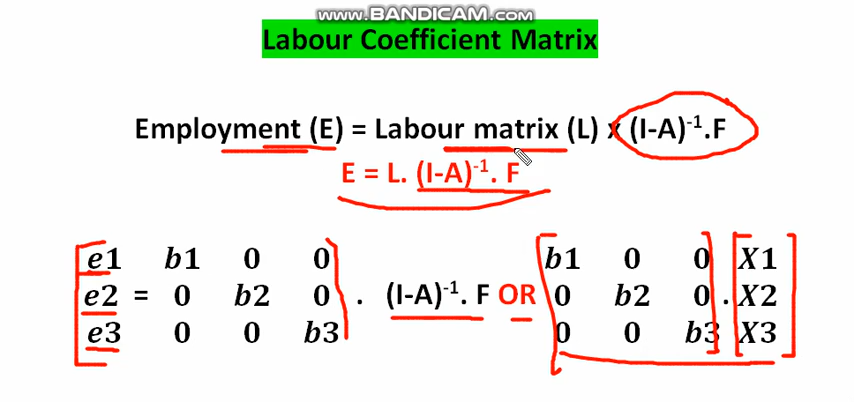 www.BANDICAM.com
Labour Coefficient Matrix
Employment (E) = Labour matrix (L) x (I-A)⁻¹.F
E = L. (I-A)⁻¹. F
e1 b1 0 0 b1 0 0 X1
e2 = 0 b2 0 . (I-A)⁻¹. F OR 0 b2 0 . X2
e3 0 0 b3 0 0 b3 X3